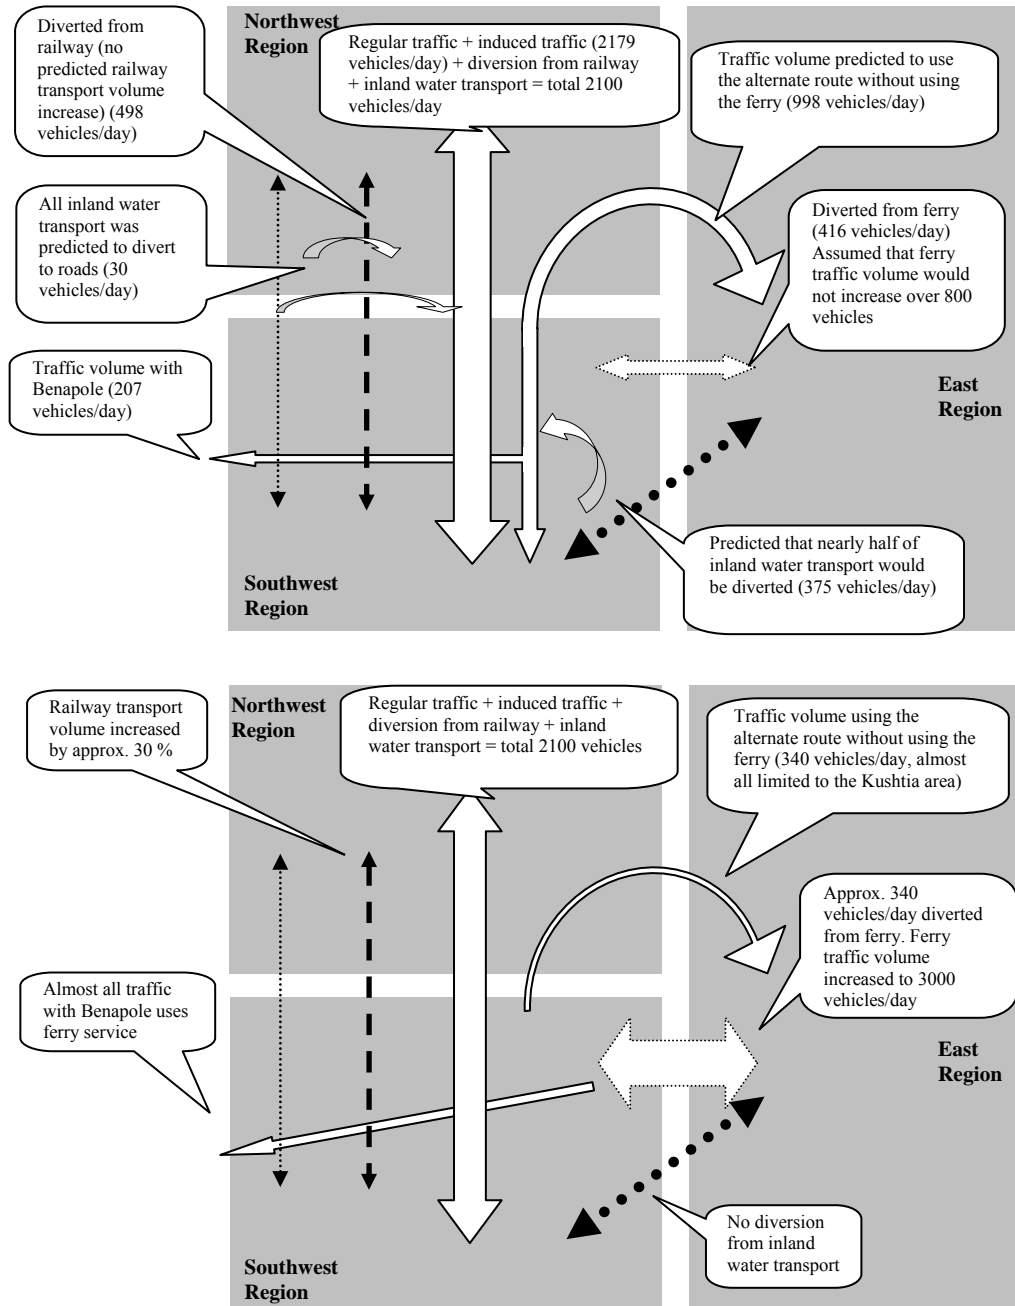 Diverted from
railway (no
predicted railway
transport volume
increase) (498
vehicles/day)
Northwest
Region
Regular traffic + induced traffic (2179
vehicles/day) + diversion from railway
+ inland water transport = total 2100
vehicles/day
Traffic volume predicted to use
the alternate route without using
the ferry (998 vehicles/day)
All inland water
transport was
predicted to divert
to roads (30
vehicles/day)
Diverted from ferry
(416 vehicles/day)
Assumed that ferry
traffic volume would
not increase over 800
vehicles
Traffic volume with
Benapole (207
vehicles/day)
East
Region
Predicted that nearly half of
inland water transport would
be diverted (375 vehicles/day)
Southwest
Region
Railway transport
volume increased
by approx. 30 %
Northwest
Region
Regular traffic + induced traffic +
diversion from railway + inland
water transport = total 2100 vehicles
Traffic volume using the
alternate route without using the
ferry (340 vehicles/day, almost
all limited to the Kushtia area)
Approx. 340
vehicles/day diverted
from ferry. Ferry
traffic volume
increased to 3000
vehicles/day
Almost all traffic
with Benapole uses
ferry service
East
Region
No diversion
from inland
water transport
Southwest
Region